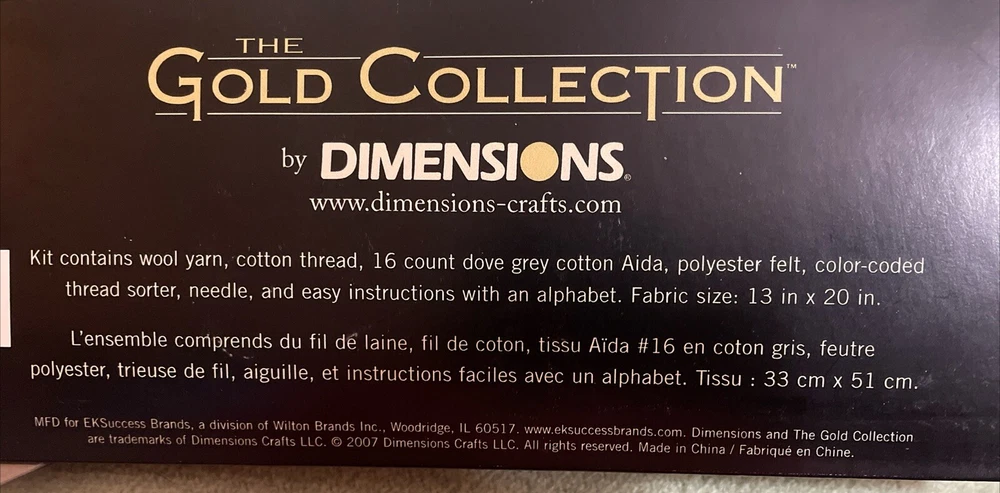 THE
GOLD COLLECTION™
by DIMENSIONS®
www.dimensions-crafts.com
Kit contains wool yarn, cotton thread, 16 count dove grey cotton Aida, polyester felt, color-coded
thread sorter, needle, and easy instructions with an alphabet. Fabric size: 13 in x 20 in.
L'ensemble comprends du fil de laine, fil de coton, tissu Aïda #16 en coton gris, feutre
polyester, trieuse de fil, aiguille, et instructions faciles avec un alphabet. Tissu : 33 cm x 51 cm.
MFD for EKSuccess Brands, a division of Wilton Brands Inc., Woodridge, IL 60517. www.eksuccessbrands.com. Dimensions and The Gold Collection
are trademarks of Dimensions Crafts LLC. © 2007 Dimensions Crafts LLC. All rights reserved. Made in China / Fabriqué en Chine.